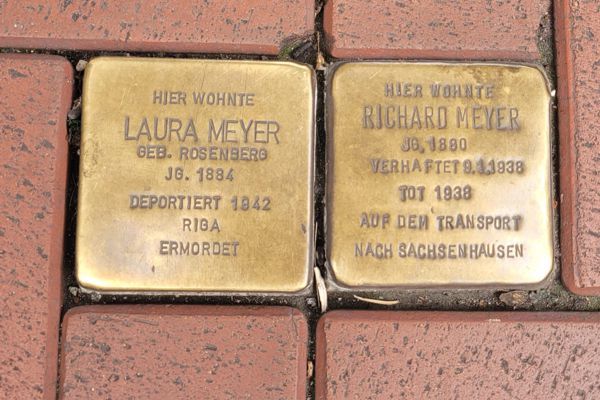 HIER WOHNTE
LAURA MEYER
GEB. ROSENBERG
JG. 1884
DEPORTIERT 1942
RIGA
ERMORDET
HIER WOHNTE
RICHARD MEYER
JG. 1880
VERHAFTET 9.1.1938
TOT 1938
AUF DEM TRANSPORT
NACH SACHSENHAUSEN